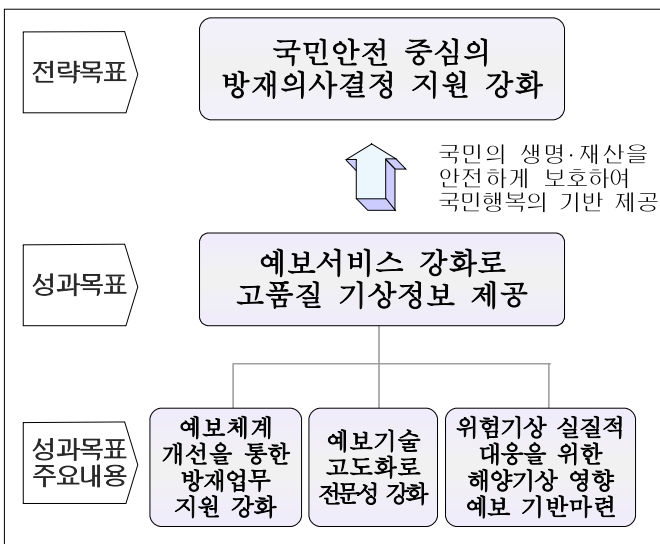 전략목표
국민안전 중심의
방재의사결정 지원 강화
국민의 생명·재산을
안전하게 보호하여
국민행복의 기반 제공
성과목표
예보서비스 강화로
고품질 기상정보 제공
성과목표
주요내용
예보체계
개선을 통한
방재업무
지원 강화
예보기술
고도화로
전문성 강화
위험기상 실질적
대응을 위한
해양기상 영향
예보 기반마련